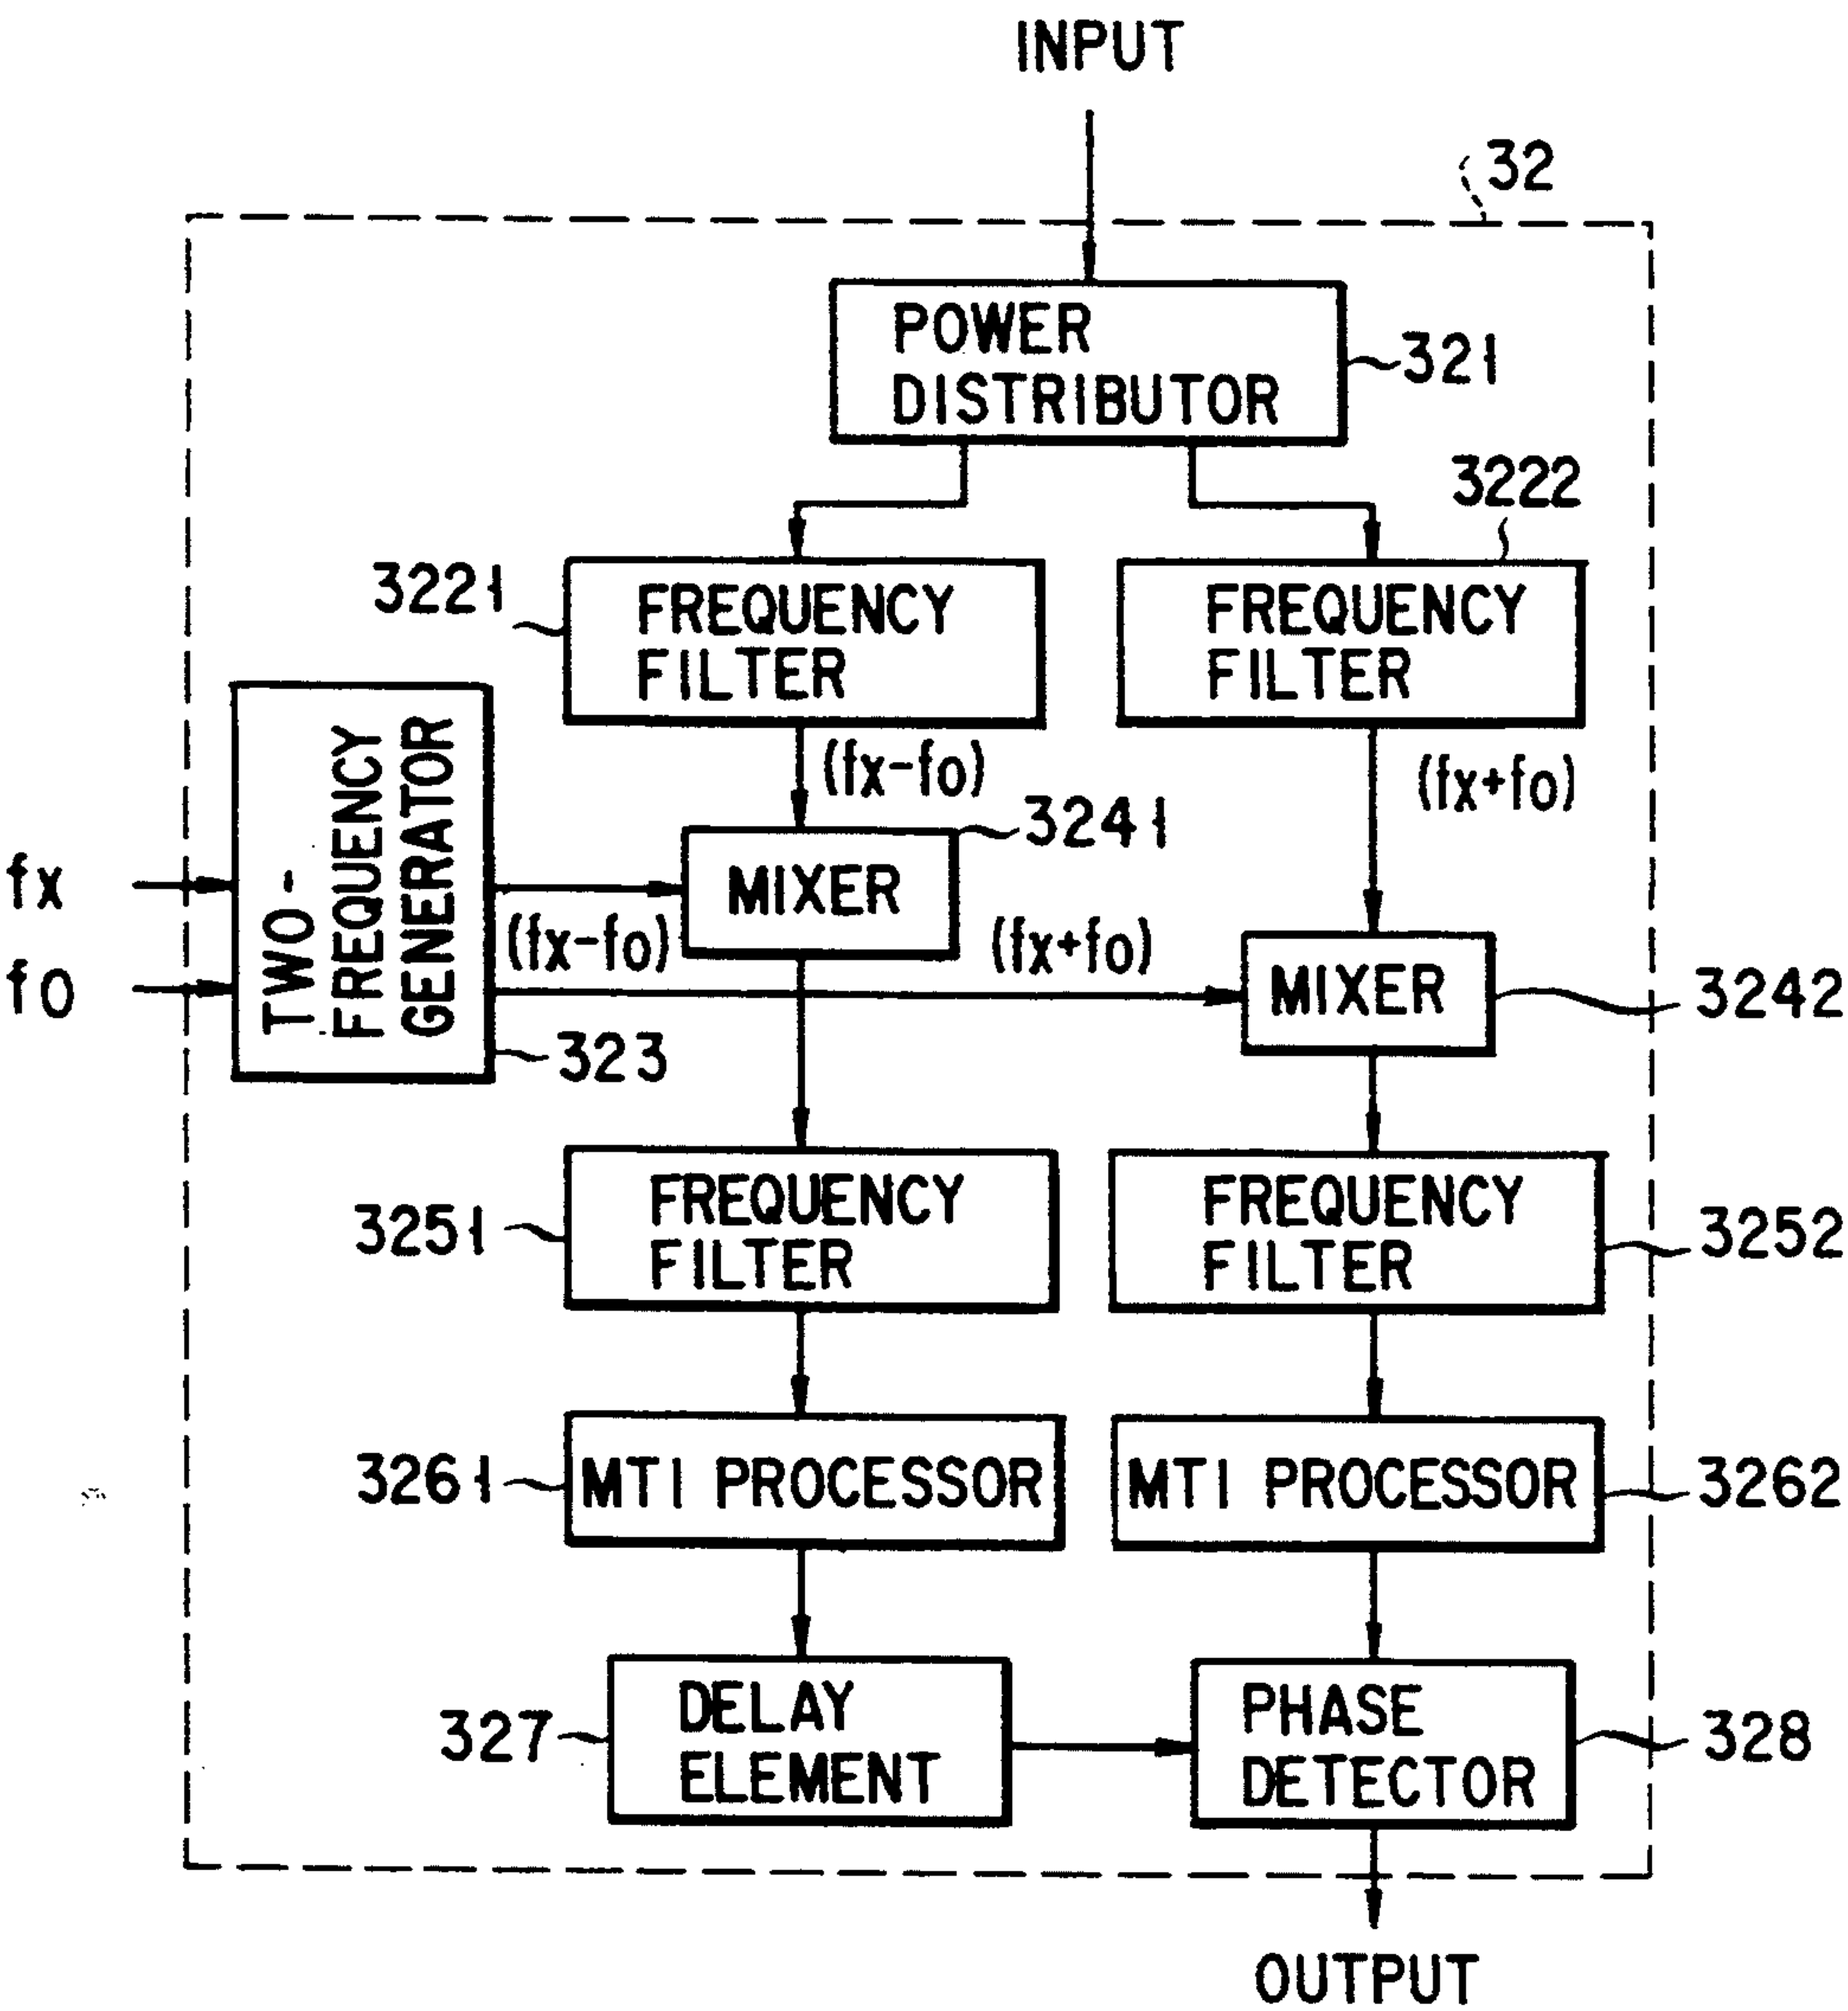 INPUT
32
POWER
DISTRIBUTOR
321
3222
3221
FREQUENCY
FILTER
FREQUENCY
FILTER
(fx-fo)
(fx+fo)
TWO-
FREQUENCY
GENERATOR
3241
MIXER
fx
(fx-fo)
(fx+fo)
fo
MIXER
3242
323
3251
FREQUENCY
FILTER
FREQUENCY
FILTER
3252
3261
MTI PROCESSOR
MTI PROCESSOR
3262
327
DELAY
ELEMENT
PHASE
DETECTOR
328
OUTPUT